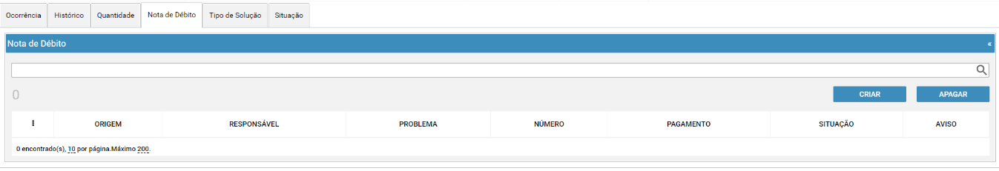 Ocorrência Histórico Quantidade Nota de Débito Tipo de Solução Situação
Nota de Débito «
0 CRIAR APAGAR
ORIGEM RESPONSÁVEL PROBLEMA NÚMERO PAGAMENTO SITUAÇÃO AVISO
0 encontrado(s), 10 por página.Máximo 200.